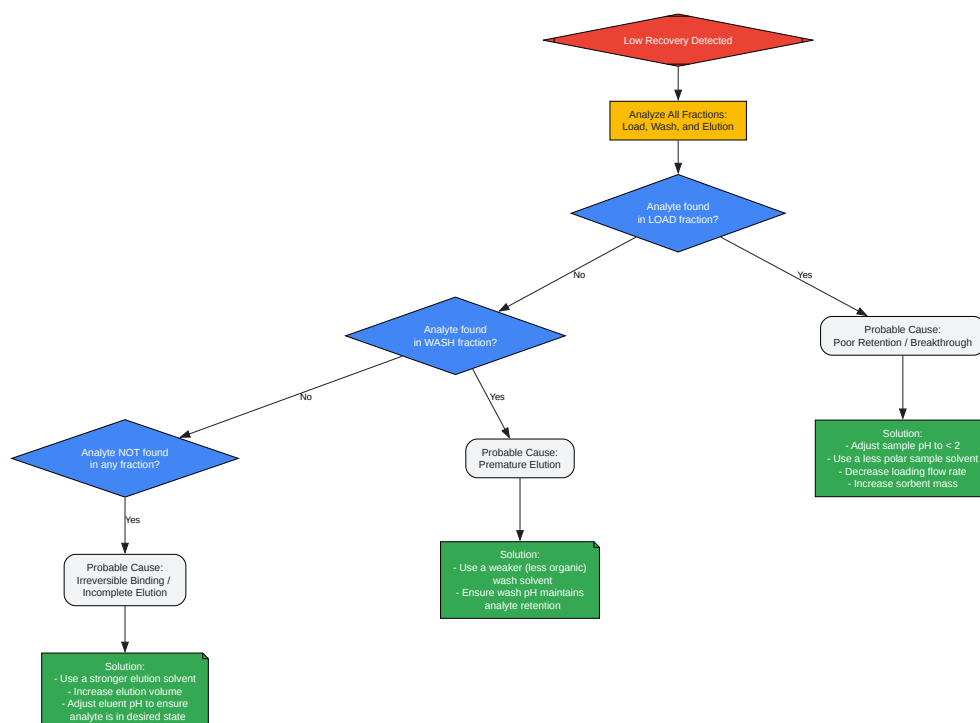 Low Recovery Detected
Analyze All Fractions:
Load, Wash, and Elution
Analyte found
in LOAD fraction?
No
Yes
Analyte found
in WASH fraction?
Probable Cause:
Poor Retention / Breakthrough
No
Yes
Analyte NOT found
in any fraction?
Probable Cause:
Premature Elution
Solution:
- Adjust sample pH to < 2
- Use a less polar sample solvent
- Decrease loading flow rate
- Increase sorbent mass
Yes
Probable Cause:
Irreversible Binding /
Incomplete Elution
Solution:
- Use a weaker (less organic)
wash solvent
- Ensure wash pH maintains
analyte retention
Solution:
- Use a stronger elution solvent
- Increase elution volume
- Adjust eluent pH to ensure
analyte is in desired state